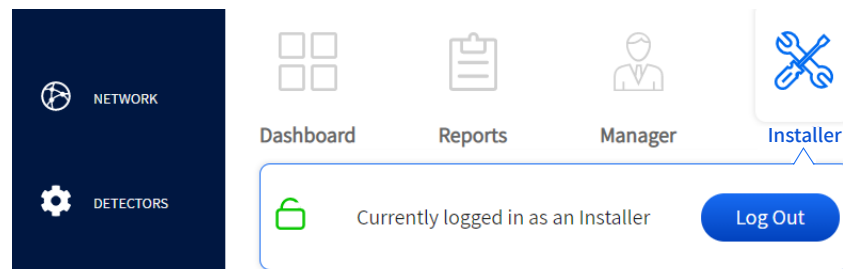 NETWORK
DETECTORS
Dashboard
Reports
Manager
Installer
Currently logged in as an Installer
Log Out